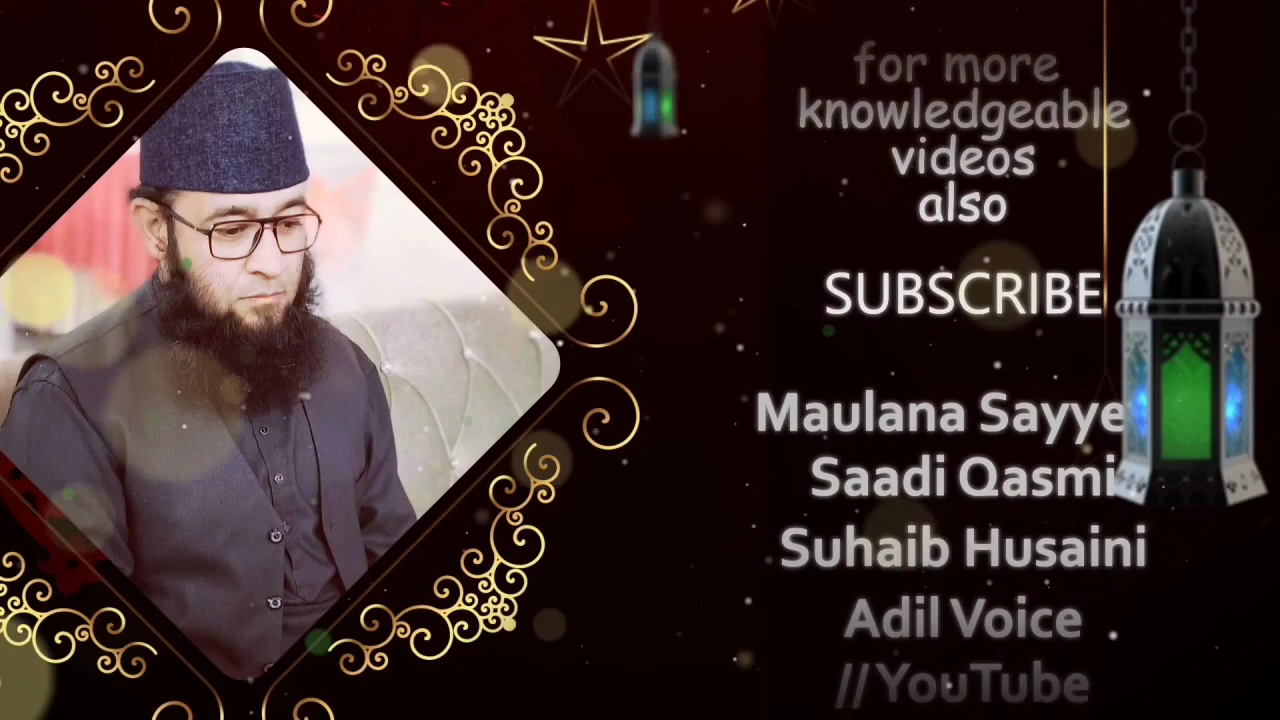 for more
knowledgeable
videos
also
SUBSCRIBE
Maulana Sayye
Saadi Qasmi
Suhaib Husaini
Adil Voice
//YouTube